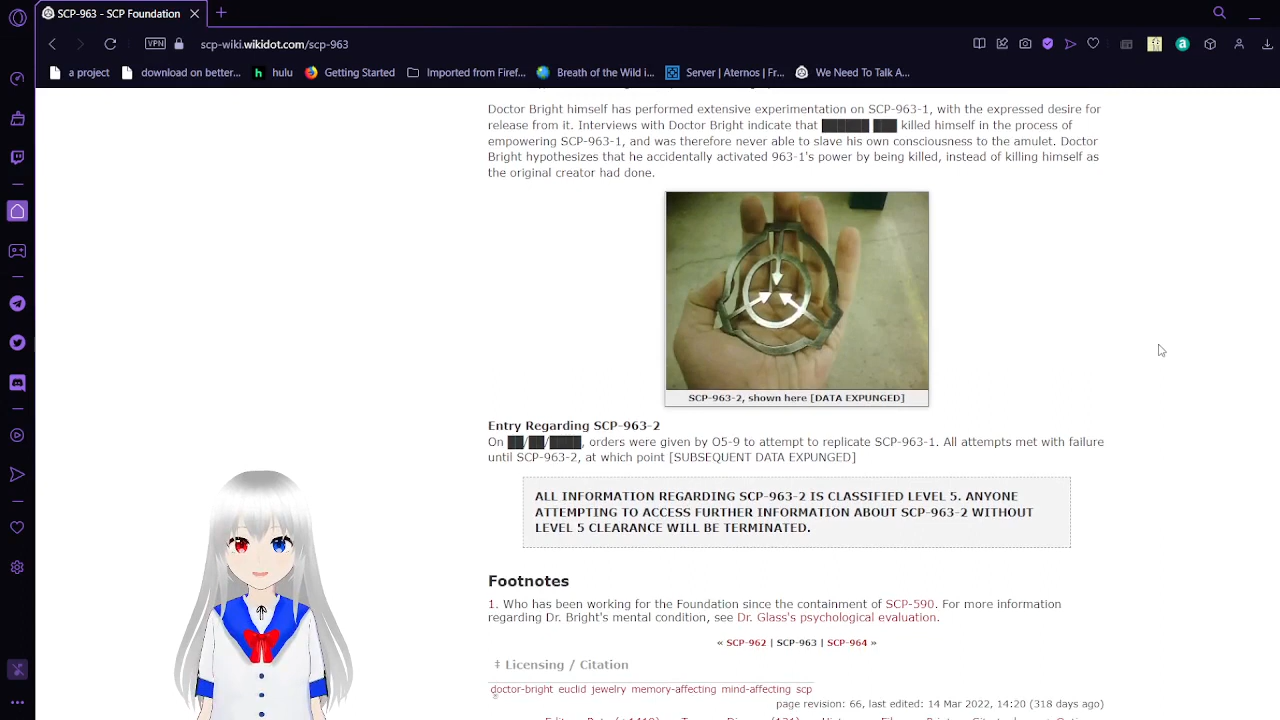 SCP-963 - SCP Foundation
VPN
scp-wiki.wikidot.com/scp-963
a project
download on better...
hulu
Getting Started
Imported from Firef...
Breath of the Wild i...
Server | Aternos | Fr...
We Need To Talk A...
Doctor Bright himself has performed extensive experimentation on SCP-963-1, with the expressed desire for
release from it. Interviews with Doctor Bright indicate that ██████ ███ killed himself in the process of
empowering SCP-963-1, and was therefore never able to slave his own consciousness to the amulet. Doctor
Bright hypothesizes that he accidentally activated 963-1's power by being killed, instead of killing himself as
the original creator had done.
SCP-963-2, shown here [DATA EXPUNGED]
Entry Regarding SCP-963-2
On ██/██/████, orders were given by O5-9 to attempt to replicate SCP-963-1. All attempts met with failure
until SCP-963-2, at which point [SUBSEQUENT DATA EXPUNGED]
ALL INFORMATION REGARDING SCP-963-2 IS CLASSIFIED LEVEL 5. ANYONE
ATTEMPTING TO ACCESS FURTHER INFORMATION ABOUT SCP-963-2 WITHOUT
LEVEL 5 CLEARANCE WILL BE TERMINATED.
Footnotes
1. Who has been working for the Foundation since the containment of SCP-590. For more information
regarding Dr. Bright's mental condition, see Dr. Glass's psychological evaluation.
« SCP-962 | SCP-963 | SCP-964 »
‡ Licensing / Citation
doctor-bright euclid jewelry memory-affecting mind-affecting scp
page revision: 66, last edited: 14 Mar 2022, 14:20 (318 days ago)